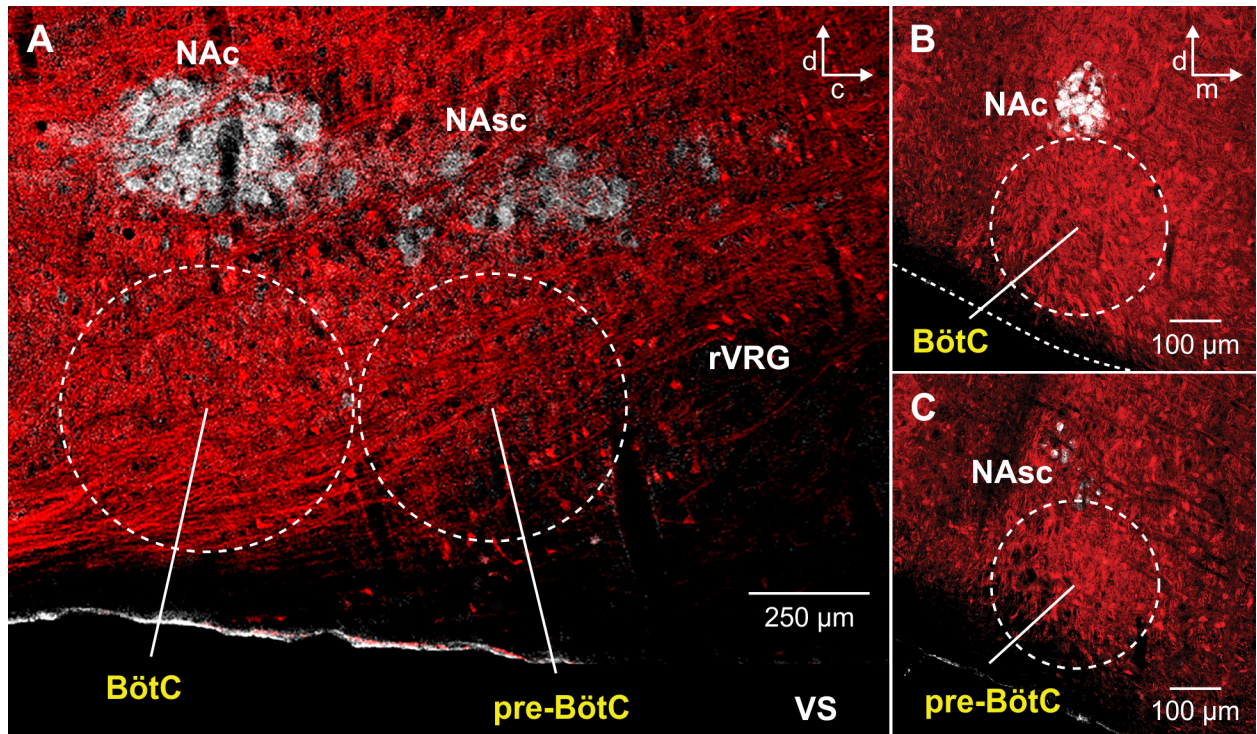 A
NAc
d
c
NAsc
rVRG
250 µm
BötC
pre-BötC
VS
B
d
m
NAc
BötC
100 µm
C
NAsc
pre-BötC
100 µm